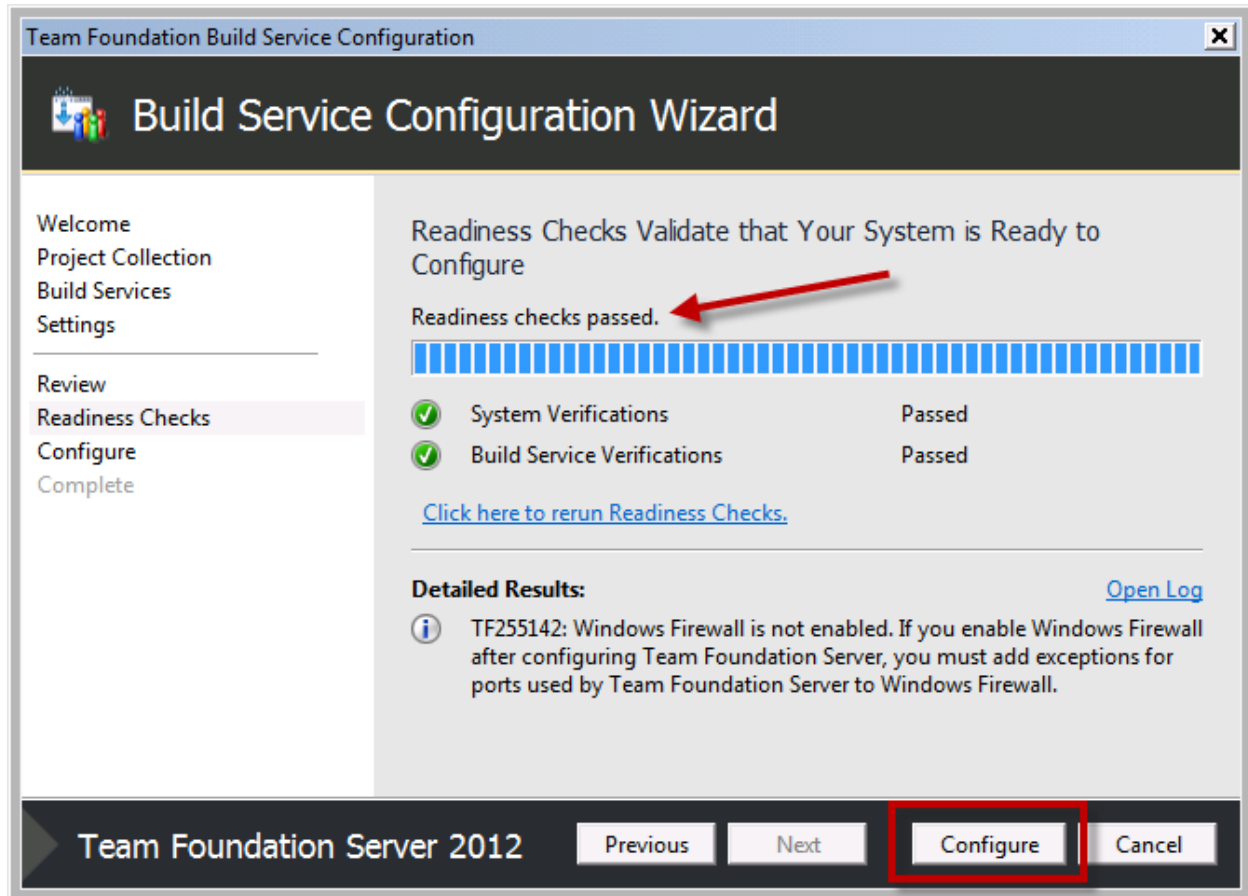 Team Foundation Build Service Configuration
Build Service Configuration Wizard
Welcome
Project Collection
Build Services
Settings
Review
Readiness Checks
Configure
Complete
Readiness Checks Validate that Your System is Ready to
Configure
Readiness checks passed.
System Verifications Passed
Build Service Verifications Passed
Click here to rerun Readiness Checks.
Detailed Results: Open Log
TF255142: Windows Firewall is not enabled. If you enable Windows Firewall
after configuring Team Foundation Server, you must add exceptions for
ports used by Team Foundation Server to Windows Firewall.
Team Foundation Server 2012 Previous Next Configure Cancel